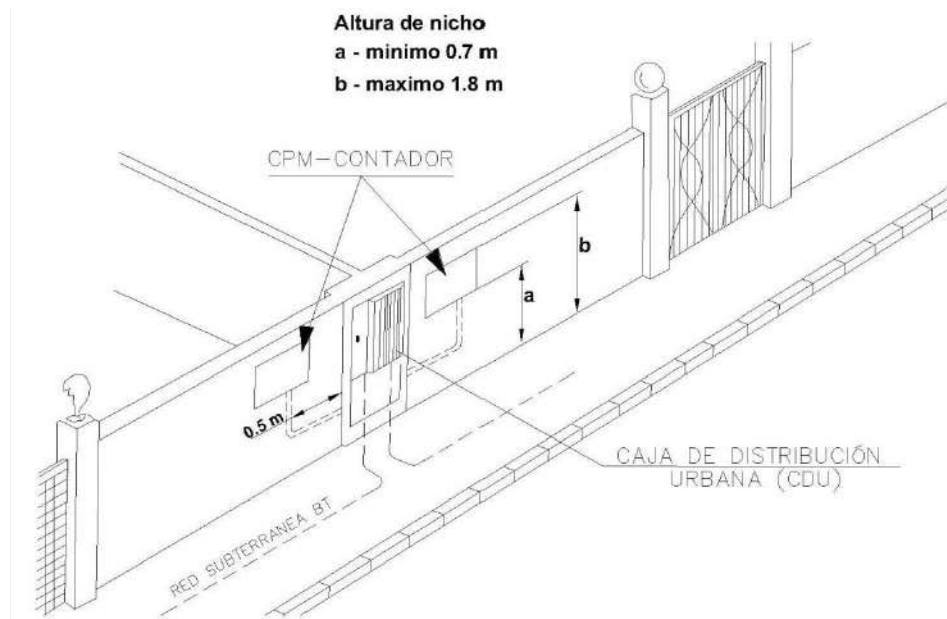 Altura de nicho
a - minimo 0.7 m
b - maximo 1.8 m
CPM-CONTADOR
b
a
0.5 m
CAJA DE DISTRIBUCIÓN
URBANA (CDU)
RED SUBTERRANEA BT